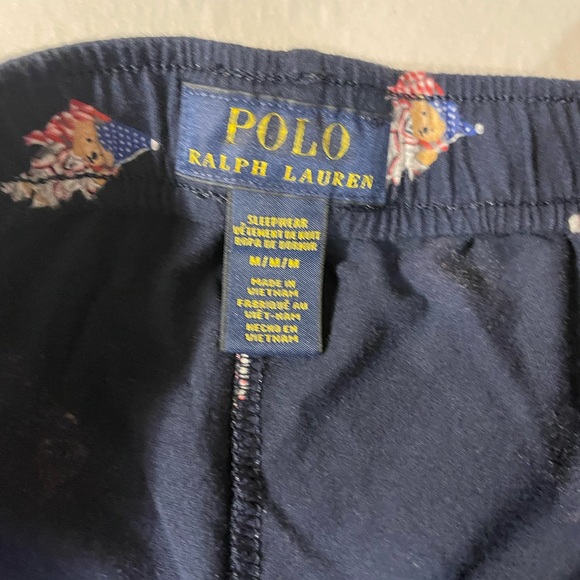 POLO
RALPH LAUREN
SLEEPWEAR
VÊTEMENT DE NUIT
ROPA DE DORMIR
M/M/M
MADE IN
VIETNAM
FABRIQUÉ AU
VIÊT-NAM
HECHO EN
VIETNAM